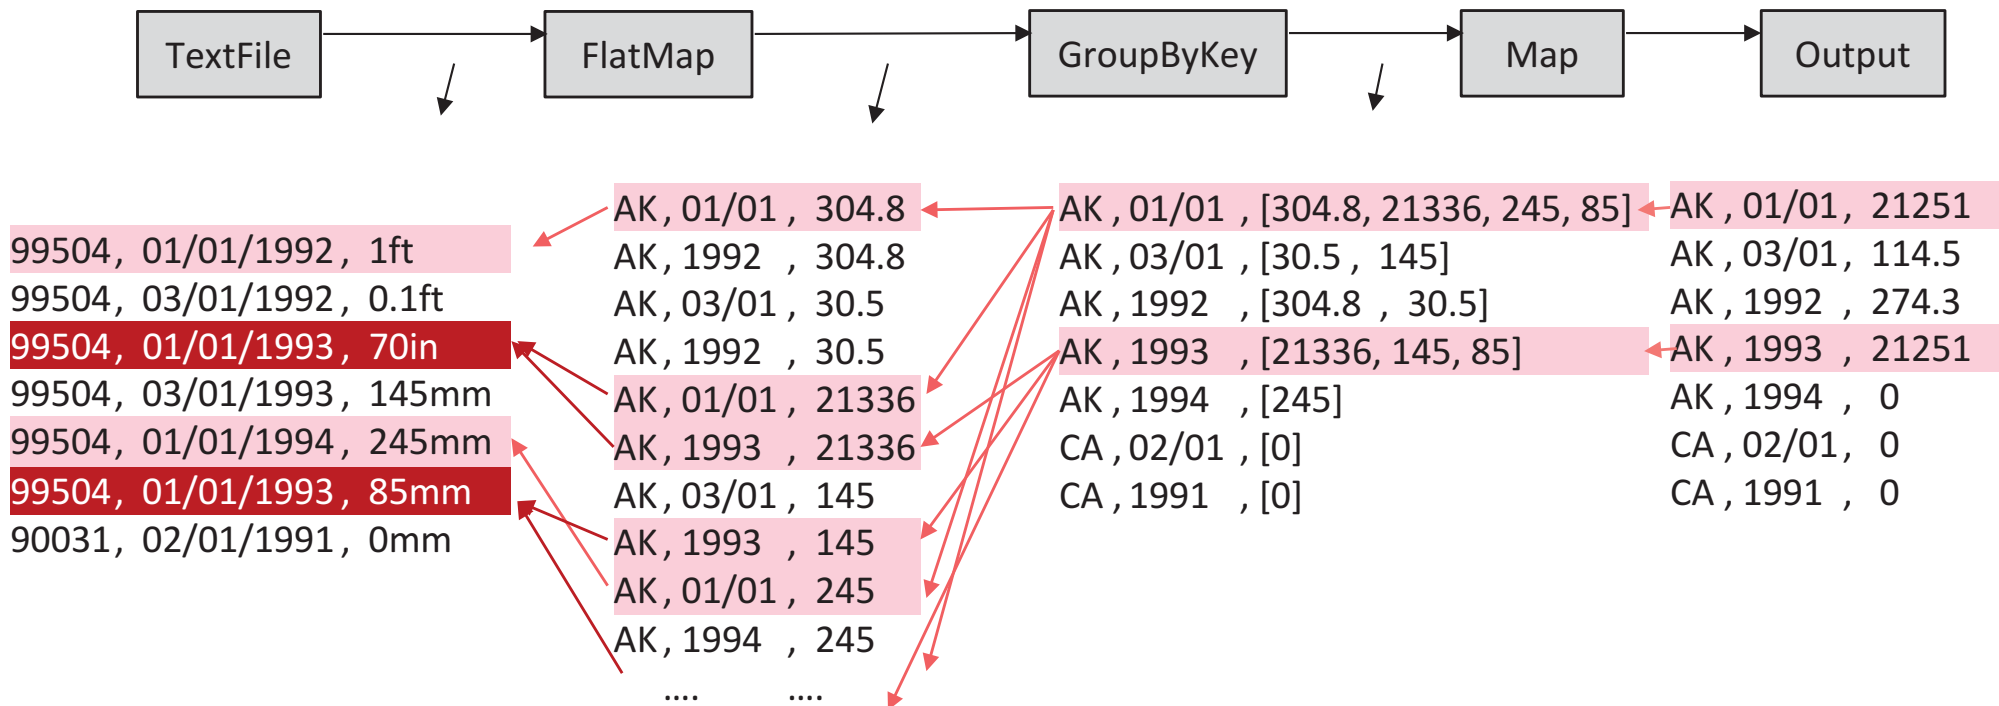 TextFile
FlatMap
GroupByKey
Map
Output
99504, 01/01/1992, 1ft
99504, 03/01/1992, 0.1ft
99504, 01/01/1993, 70in
99504, 03/01/1993, 145mm
99504, 01/01/1994, 245mm
99504, 01/01/1993, 85mm
90031, 02/01/1991, 0mm
AK, 01/01, 304.8
AK, 1992, 304.8
AK, 03/01, 30.5
AK, 1992, 30.5
AK, 01/01, 21336
AK, 1993, 21336
AK, 03/01, 145
AK, 1993, 145
AK, 01/01, 245
AK, 1994, 245
.... ....
AK, 01/01, [304.8, 21336, 245, 85]
AK, 03/01, [30.5, 145]
AK, 1992, [304.8, 30.5]
AK, 1993, [21336, 145, 85]
AK, 1994, [245]
CA, 02/01, [0]
CA, 1991, [0]
AK, 01/01, 21251
AK, 03/01, 114.5
AK, 1992, 274.3
AK, 1993, 21251
AK, 1994, 0
CA, 02/01, 0
CA, 1991, 0